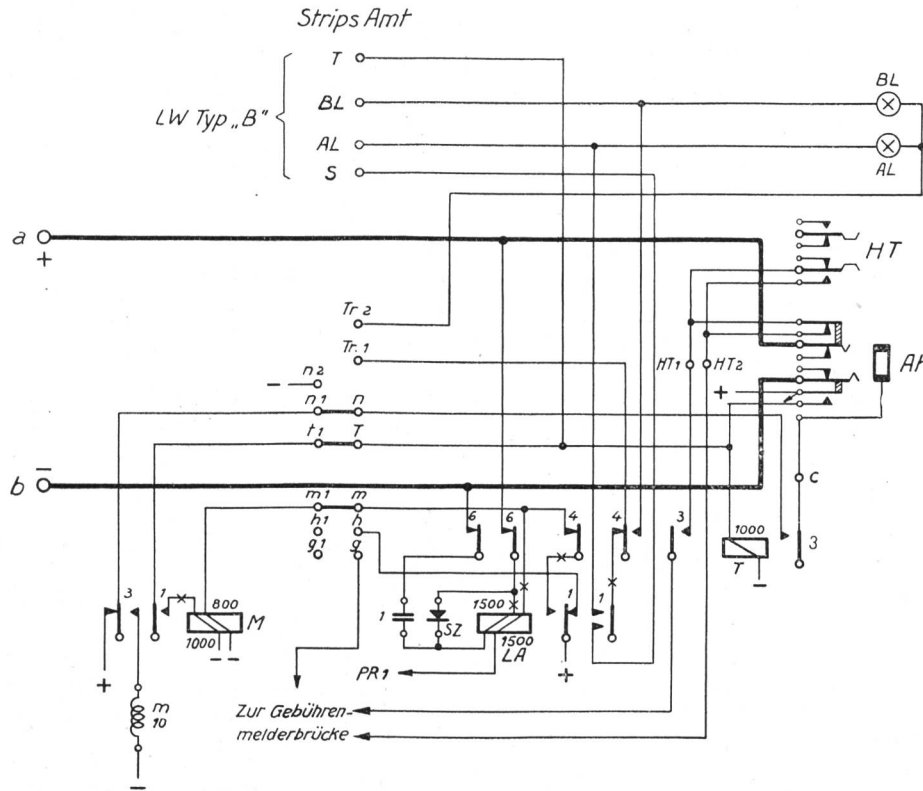 Strips Amt
T
BL
BL
LW Typ „B"
AL
AL
S
a
+
HT
Tr 2
Tr. 1
HT1
HT2
n2
−
n1
n
+
t1
T
b
−
C
m1
m
h1
h
g1
g
6
6
4
4
3
1000
T
−
3
3
1
800
M
1000
− −
1
SZ
1500
1500
LA
1
1
+
+
PR1
m
10
−
Zur Gebühren-
melderbrücke